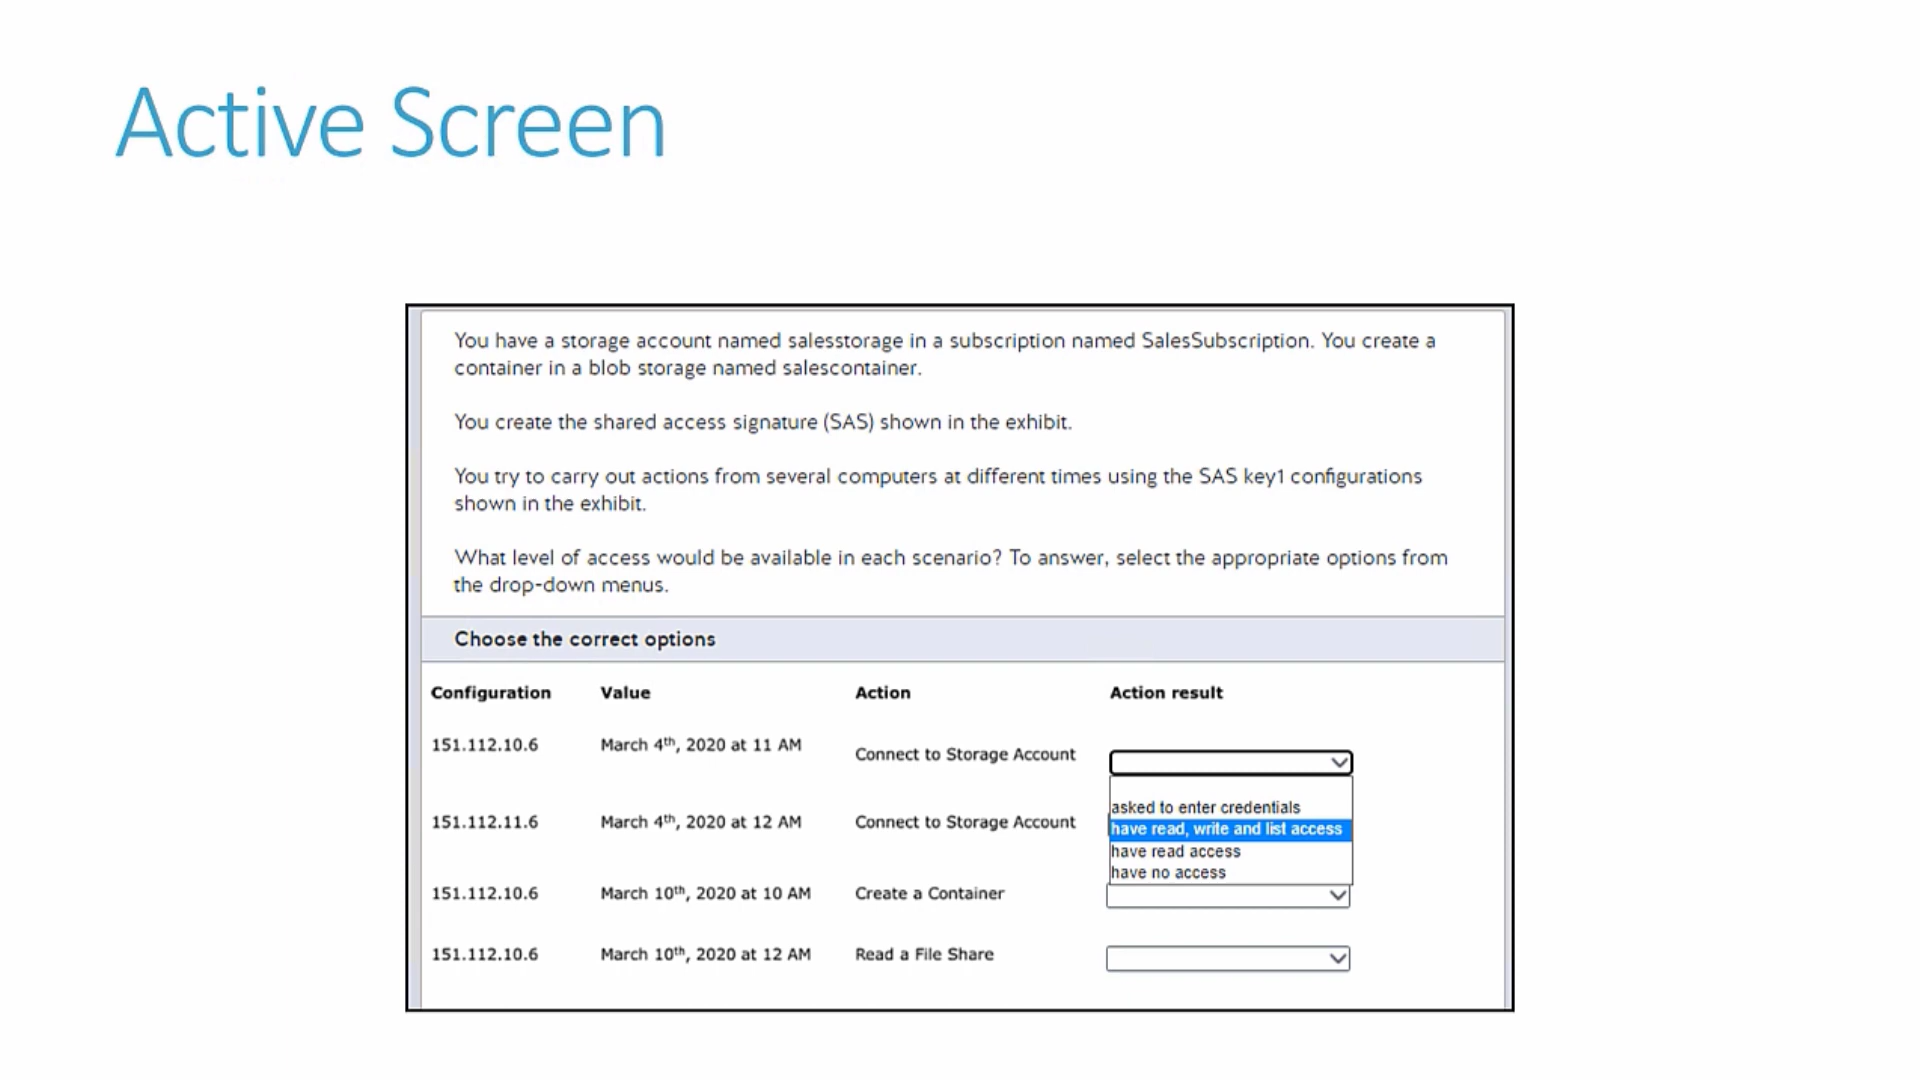 Active Screen
You have a storage account named salesstorage in a subscription named SalesSubscription. You create a
container in a blob storage named salescontainer.
You create the shared access signature (SAS) shown in the exhibit.
You try to carry out actions from several computers at different times using the SAS key1 configurations
shown in the exhibit.
What level of access would be available in each scenario? To answer, select the appropriate options from
the drop-down menus.
Choose the correct options
Configuration Value Action Action result
151.112.10.6 March 4th, 2020 at 11 AM Connect to Storage Account
asked to enter credentials
151.112.11.6 March 4th, 2020 at 12 AM Connect to Storage Account have read, write and list access
have read access
have no access
151.112.10.6 March 10th, 2020 at 10 AM Create a Container
151.112.10.6 March 10th, 2020 at 12 AM Read a File Share